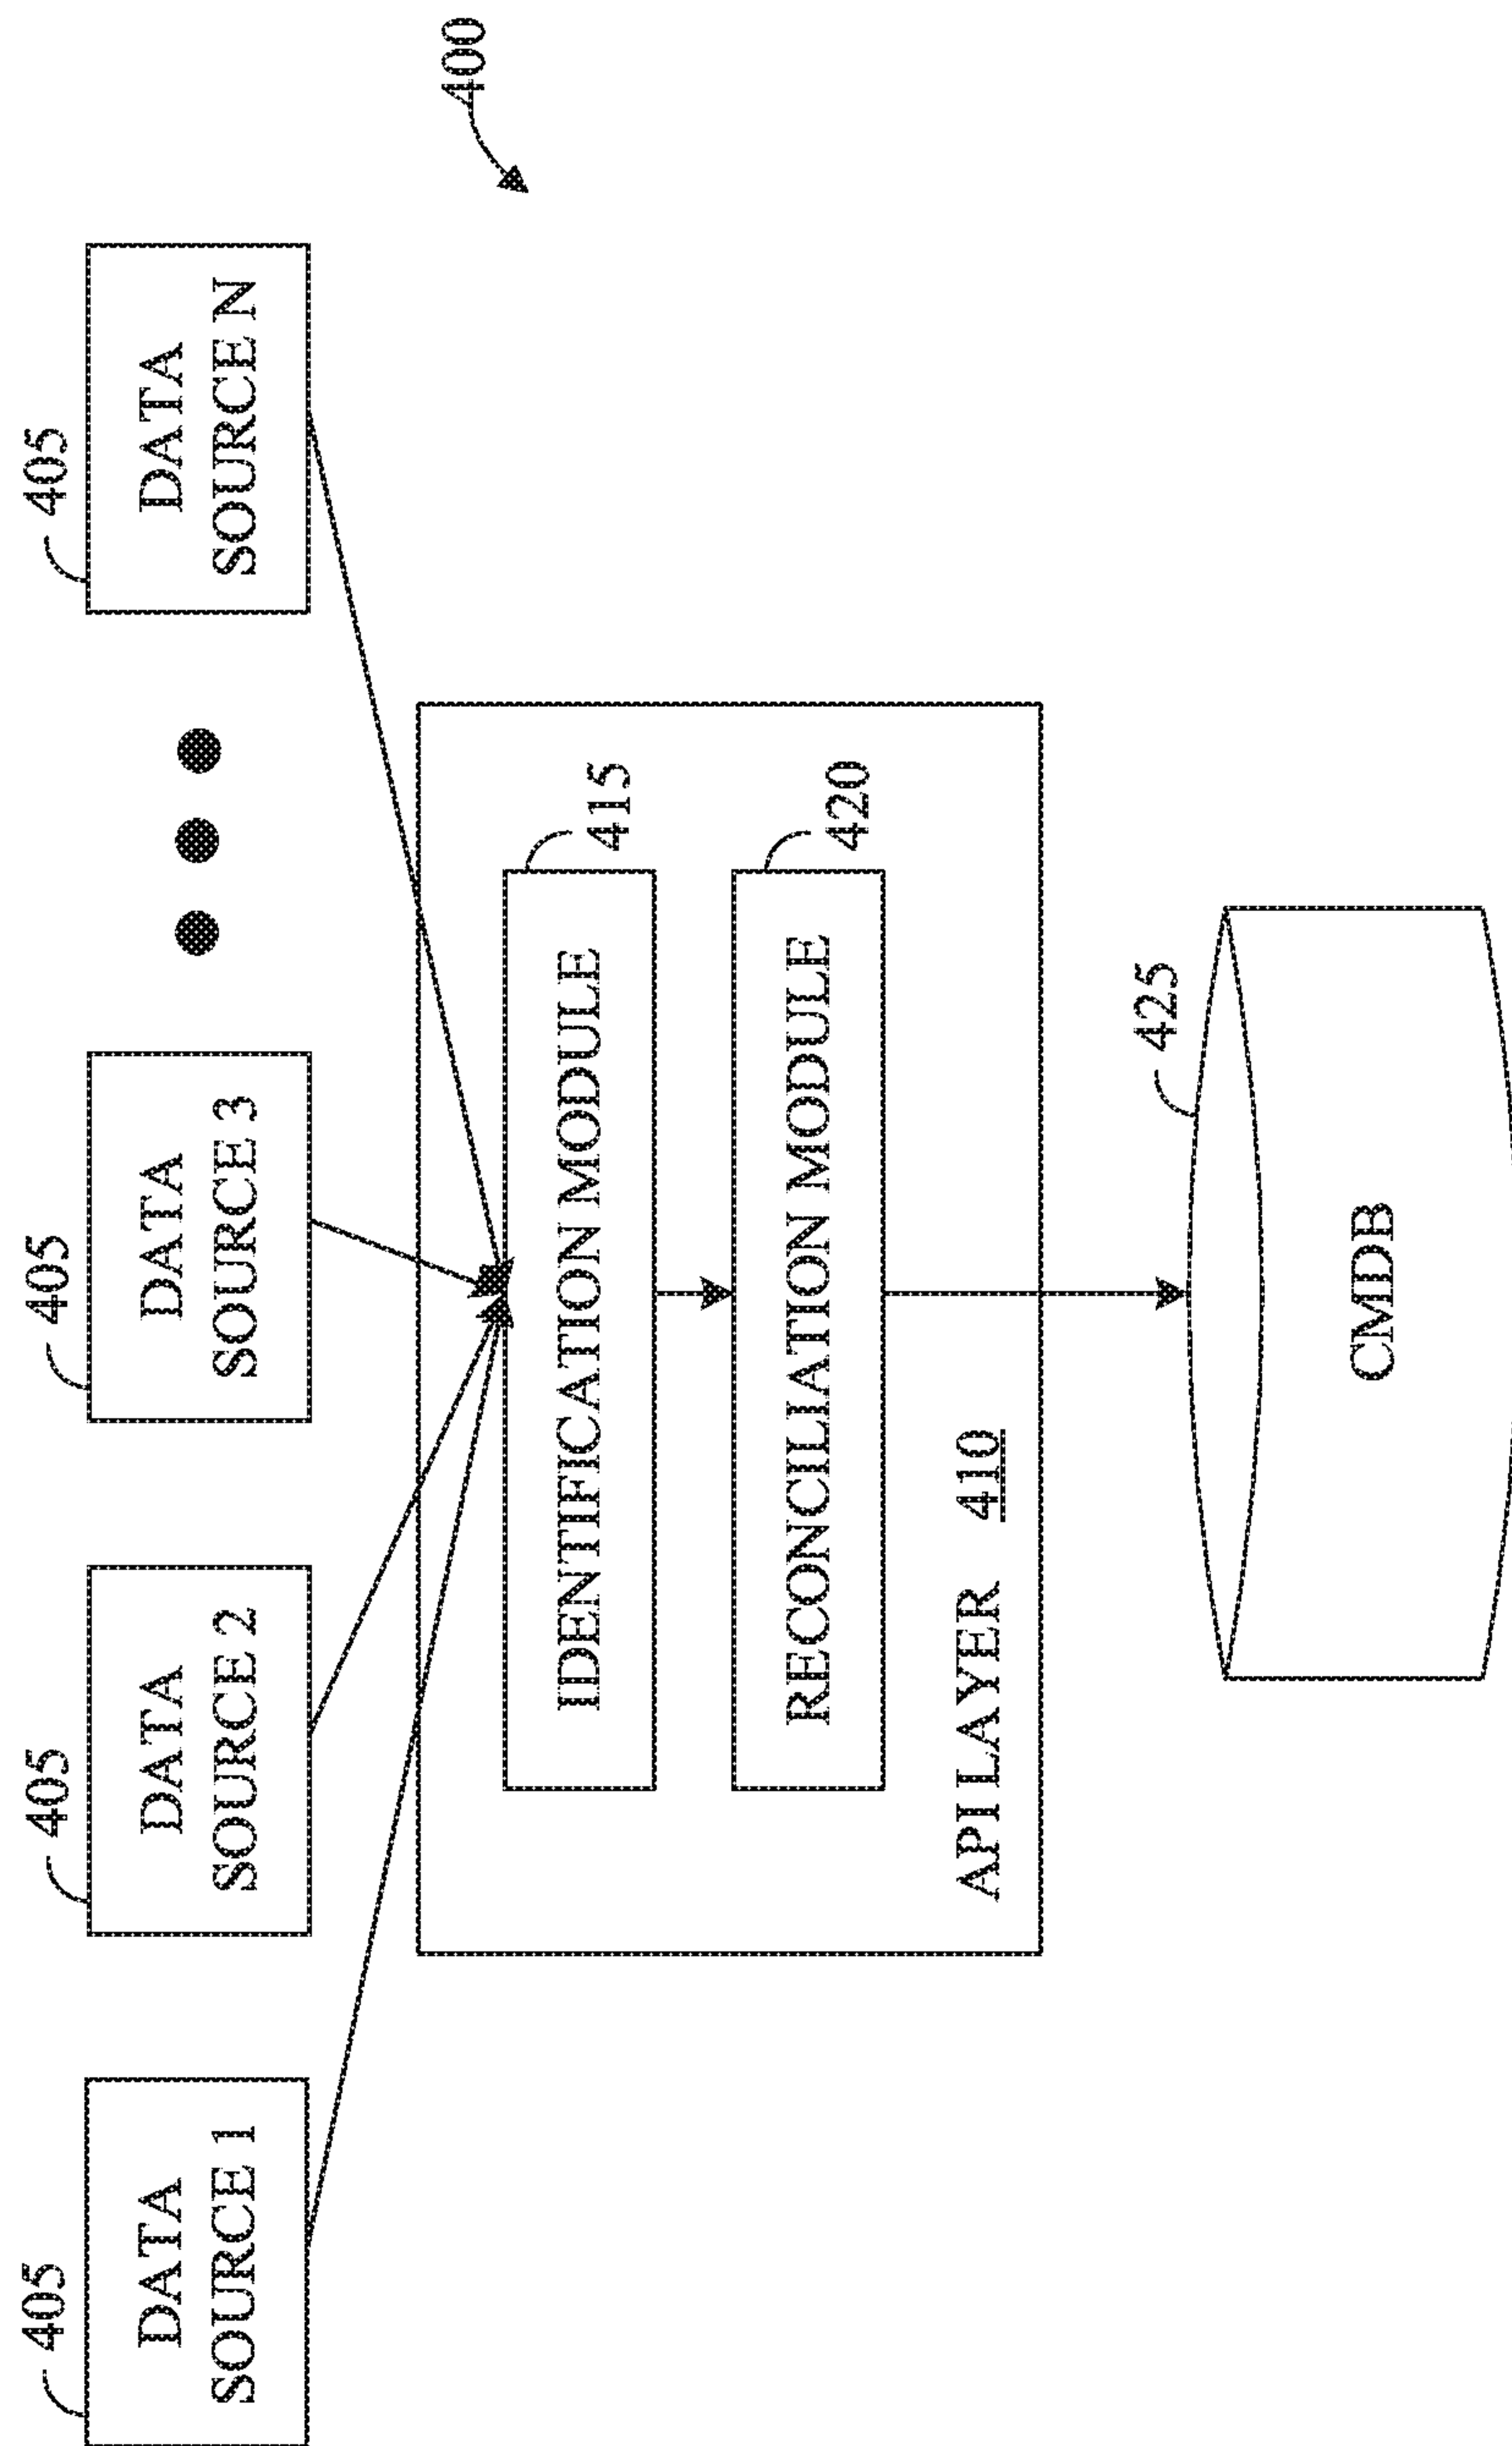 400
405
405
405
405
DATA
SOURCE 1
DATA
SOURCE 2
DATA
SOURCE 3
DATA
SOURCE N
IDENTIFICATION MODULE
415
RECONCILIATION MODULE
420
API LAYER 410
425
CMDB